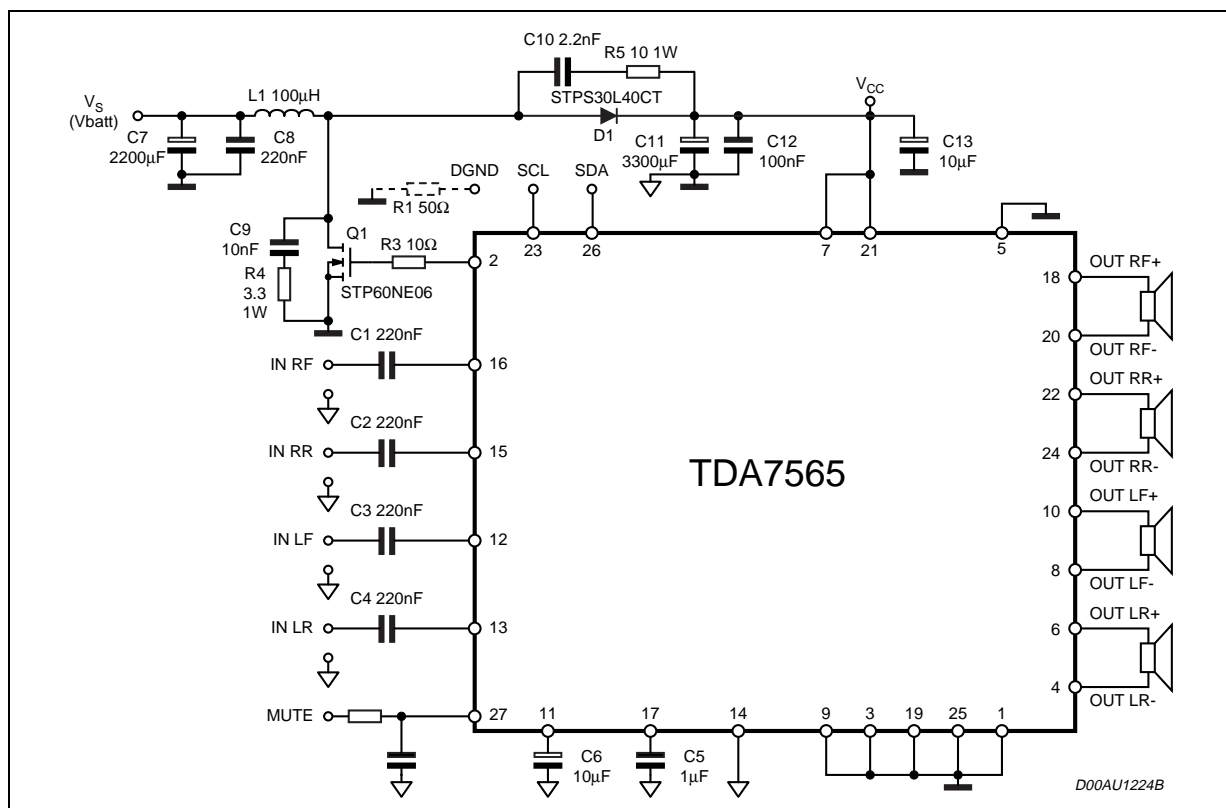 C10 2.2nF
R5 10 1W
VCC
VS
(Vbatt)
L1 100µH
STPS30L40CT
D1
C7
2200µF
C8
220nF
C11
3300µF
C12
100nF
C13
10µF
DGND
SCL
SDA
R1 50Ω
C9
10nF
Q1
R3 10Ω
R4
3.3
1W
STP60NE06
2
23
26
7
21
5
C1 220nF
IN RF
16
C2 220nF
IN RR
15
C3 220nF
IN LF
12
C4 220nF
IN LR
13
MUTE
27
TDA7565
OUT RF+
18
20
OUT RF-
OUT RR+
22
24
OUT RR-
OUT LF+
10
8
OUT LF-
OUT LR+
6
4
OUT LR-
11
17
14
9
3
19
25
1
C6
10µF
C5
1µF
D00AU1224B